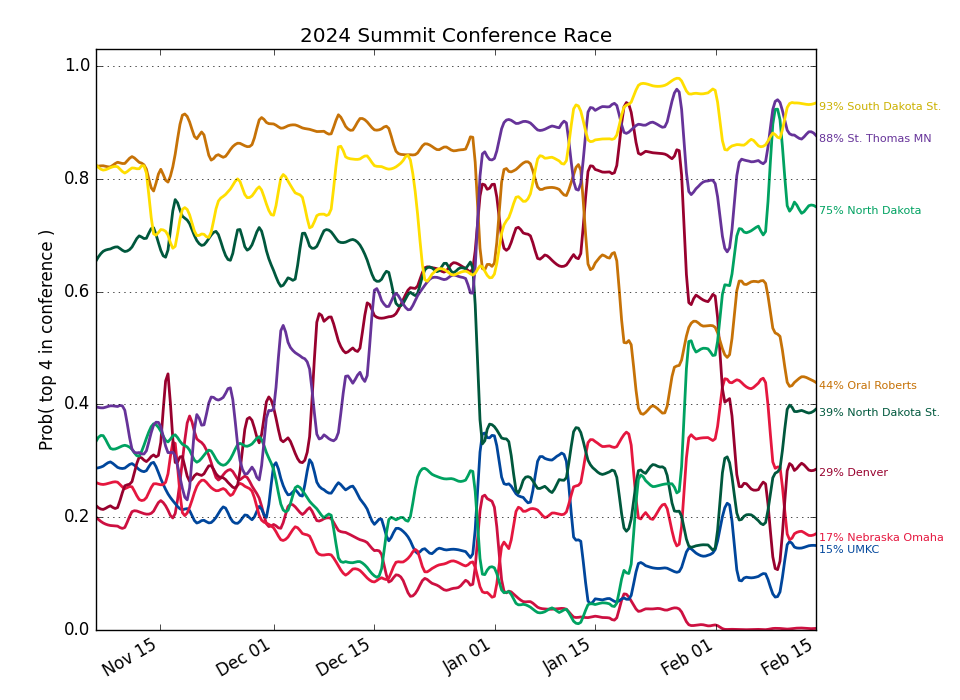 2024 Summit Conference Race
Prob( top 4 in conference )
1.0
0.8
0.6
0.4
0.2
0.0
93% South Dakota St.
88% St. Thomas MN
75% North Dakota
44% Oral Roberts
39% North Dakota St.
29% Denver
17% Nebraska Omaha
15% UMKC
Nov 15
Dec 01
Dec 15
Jan 01
Jan 15
Feb 01
Feb 15